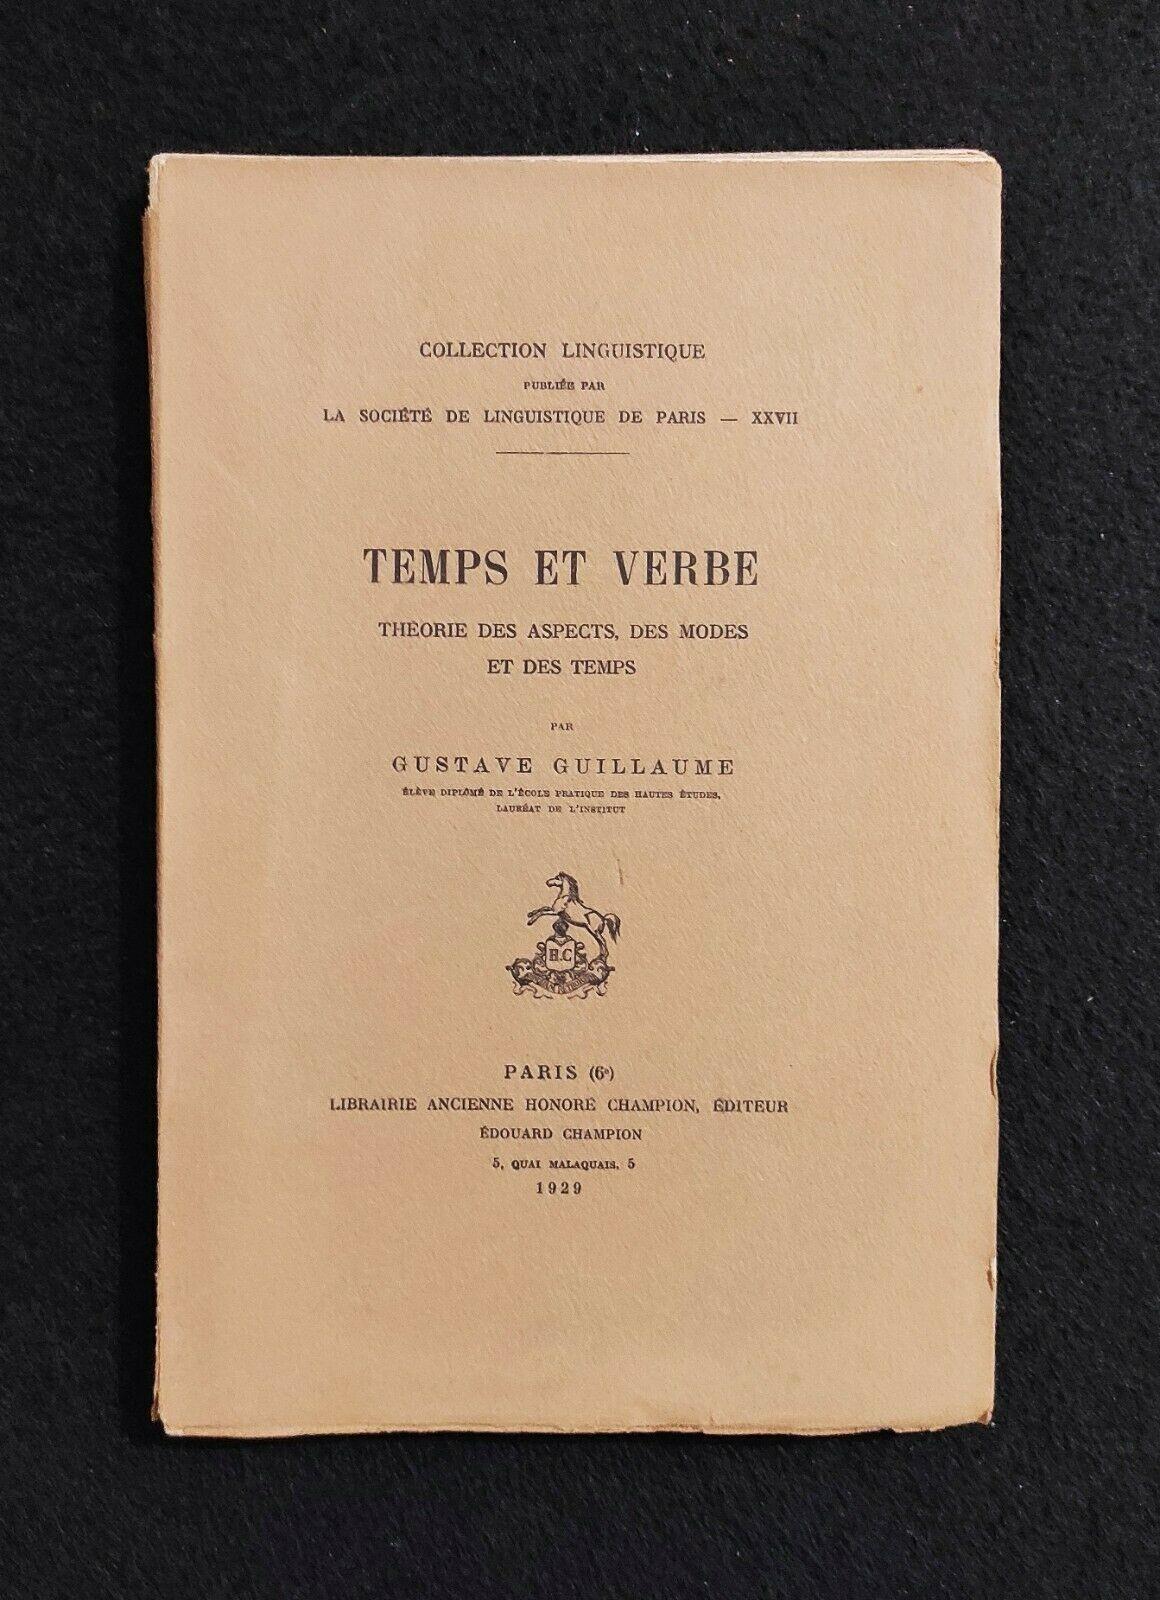 COLLECTION LINGUISTIQUE
PUBLIÉE PAR
LA SOCIÉTÉ DE LINGUISTIQUE DE PARIS — XXVII
TEMPS ET VERBE
THÉORIE DES ASPECTS, DES MODES
ET DES TEMPS
PAR
GUSTAVE GUILLAUME
ÉLÈVE DIPLÔMÉ DE L'ÉCOLE PRATIQUE DES HAUTES ÉTUDES,
LAURÉAT DE L'INSTITUT
H.C
PARIS (6e)
LIBRAIRIE ANCIENNE HONORÉ CHAMPION, ÉDITEUR
ÉDOUARD CHAMPION
5, QUAI MALAQUAIS, 5
1929